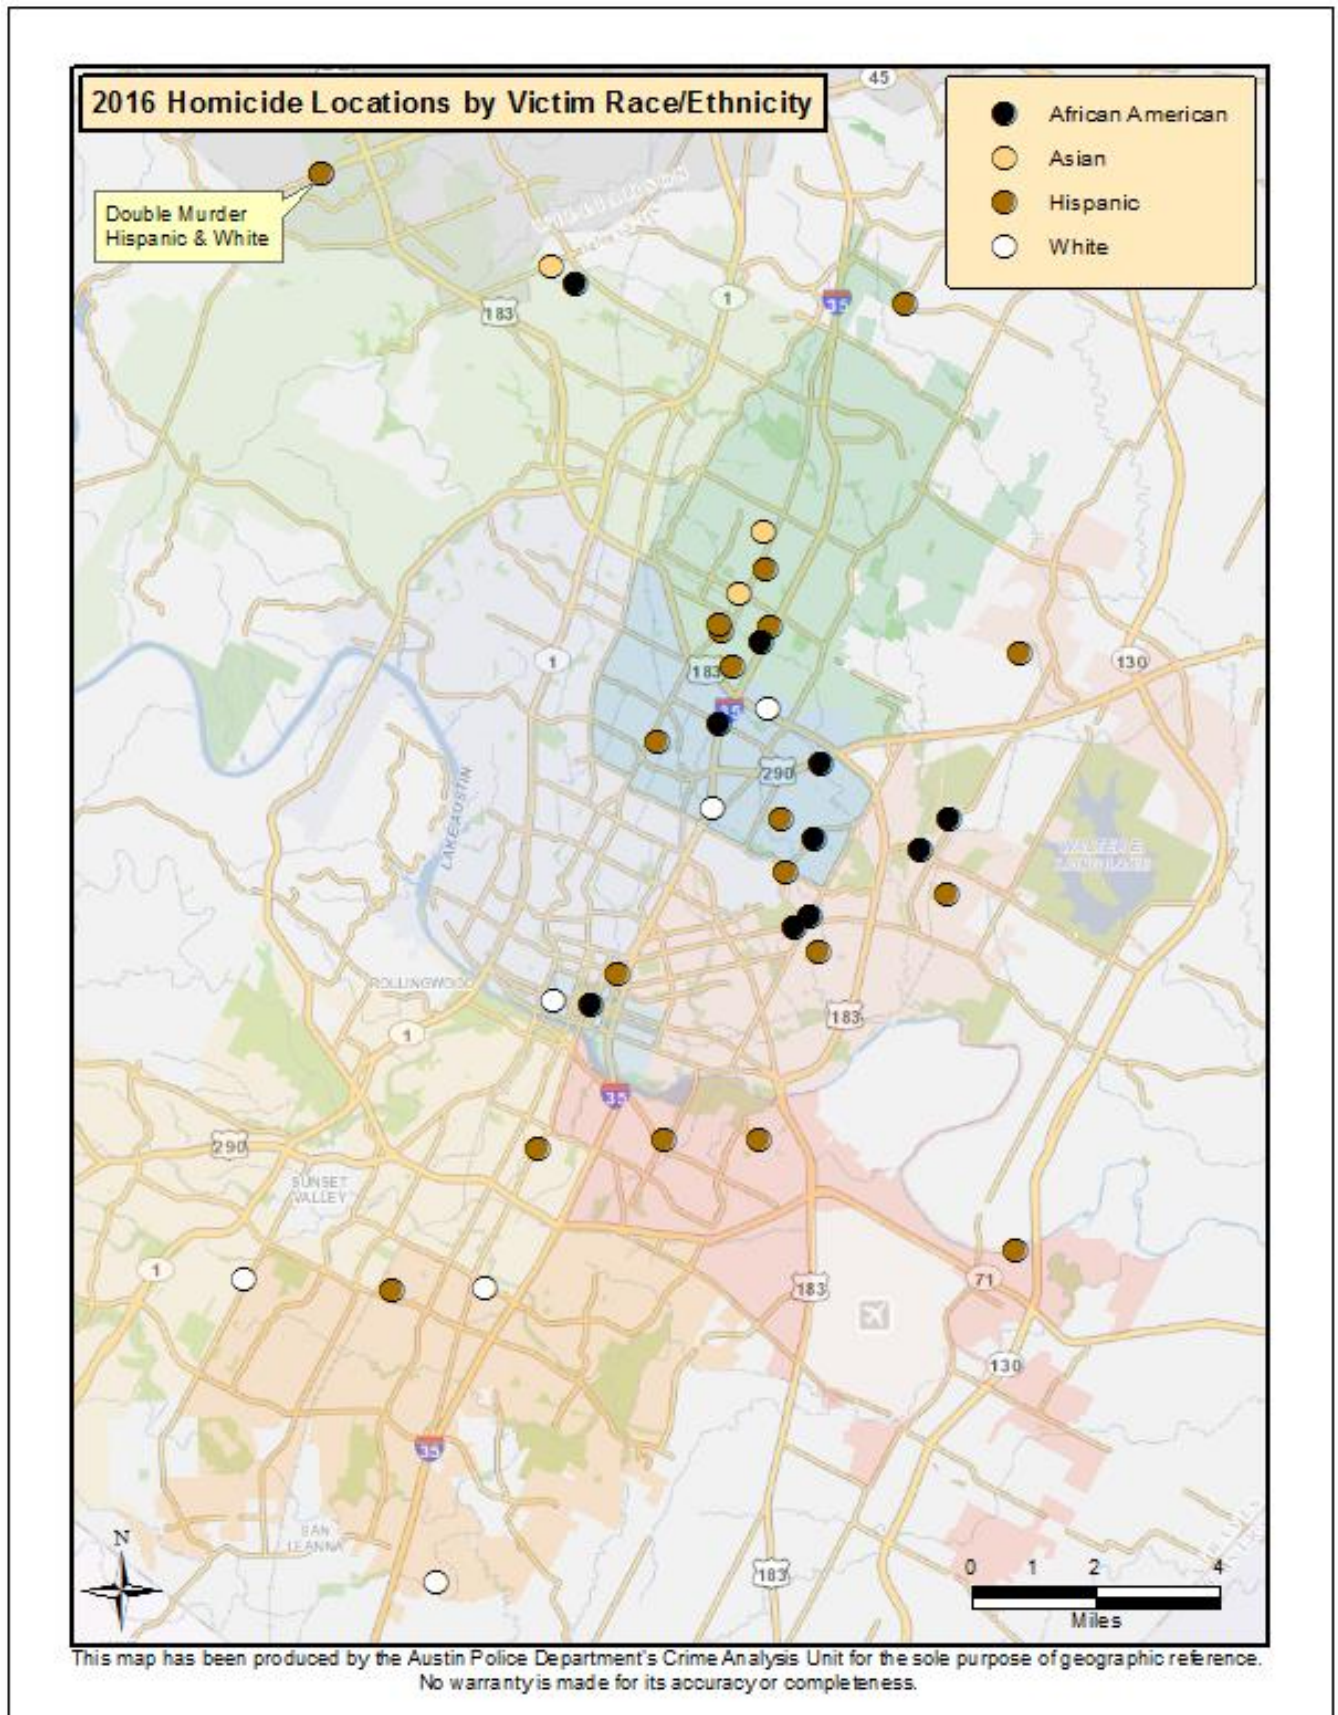 2016 Homicide Locations by Victim Race/Ethnicity
45
African American
Asian
Hispanic
White
Double Murder
Hispanic & White
183
1
35
1
183
35
130
290
LAKE AUSTIN
ROLLINGWOOD
1
183
35
290
SUNSET
VALLEY
1
183
71
130
35
SAN
LEANNA
N
183
0 1 2 4
Miles
This map has been produced by the Austin Police Department's Crime Analysis Unit for the sole purpose of geographic reference.
No warranty is made for its accuracy or completeness.